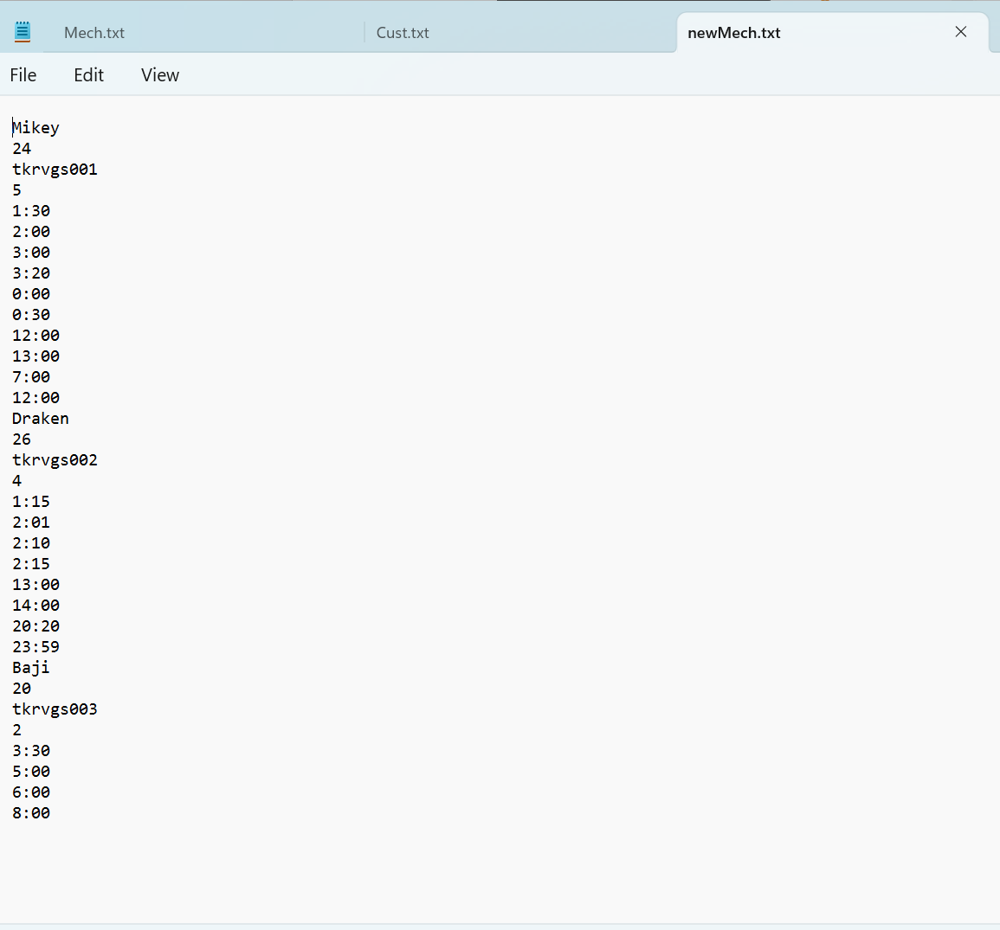 Mech.txt
Cust.txt
newMech.txt
File
Edit
View
Mikey
24
tkrvgs001
5
1:30
2:00
3:00
3:20
0:00
0:30
12:00
13:00
7:00
12:00
Draken
26
tkrvgs002
4
1:15
2:01
2:10
2:15
13:00
14:00
20:20
23:59
Baji
20
tkrvgs003
2
3:30
5:00
6:00
8:00